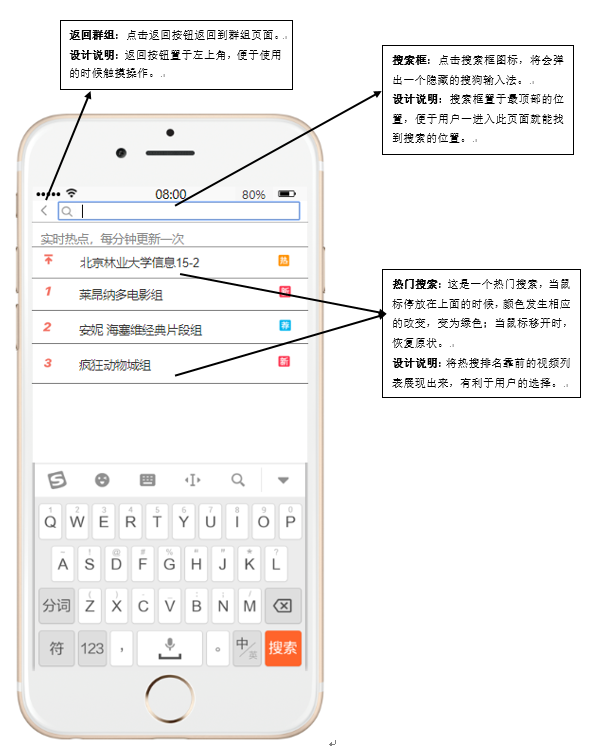 返回群组：点击返回按钮返回到群组页面。
设计说明：返回按钮置于左上角，便于使用
的时候触摸操作。
搜索框：点击搜索框图标，将会弹
出一个隐藏的搜狗输入法。
设计说明：搜索框置于最顶部的位
置，便于用户一进入此页面就能找
到搜索的位置。
08:00
80%
实时热点，每分钟更新一次
北京林业大学信息15-2 热
1 莱昂纳多电影组 新
2 安妮 海塞维经典片段组 荐
3 疯狂动物城组 新
热门搜索：这是一个热门搜索，当鼠
标停放在上面的时候，颜色发生相应
的改变，变为绿色；当鼠标移开时，
恢复原状。
设计说明：将热搜排名靠前的视频列
表展现出来，有利于用户的选择。
1 2 3 4 5 6 7 8 9 0
Q W E R T Y U I O P
A S D F G H J K L
分词 Z X C V B N M
符 123 ， 。 中/英 搜索